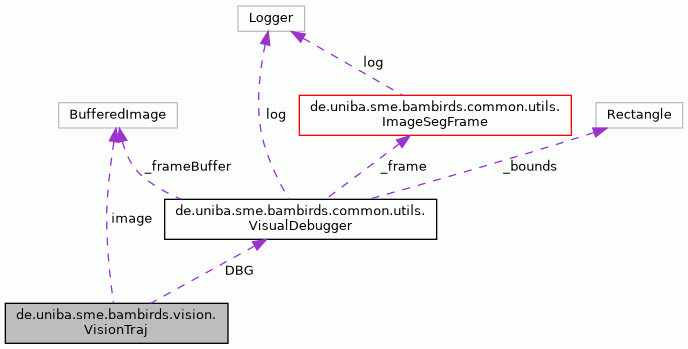 Logger
log
de.uniba.sme.bambirds.common.utils.
ImageSegFrame
BufferedImage
Rectangle
log
_frameBuffer
_frame
_bounds
de.uniba.sme.bambirds.common.utils.
VisualDebugger
image
DBG
de.uniba.sme.bambirds.vision.
VisionTraj